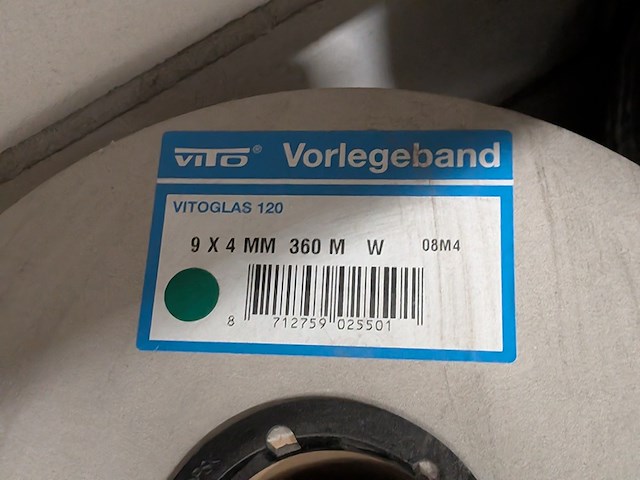 VITO® Vorlegeband
VITOGLAS 120
9 X 4 MM 360 M W 08M4
8 712759 025501